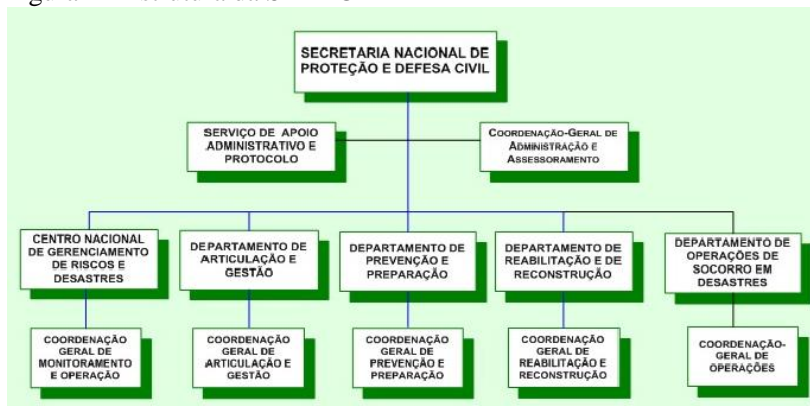 SECRETARIA NACIONAL DE
PROTEÇÃO E DEFESA CIVIL
SERVIÇO DE APOIO
ADMINISTRATIVO E
PROTOCOLO
COORDENAÇÃO-GERAL DE
ADMINISTRAÇÃO E
ASSESSORAMENTO
CENTRO NACIONAL
DE GERENCIAMENTO
DE RISCOS E
DESASTRES
DEPARTAMENTO DE
ARTICULAÇÃO E
GESTÃO
DEPARTAMENTO DE
PREVENÇÃO E
PREPARAÇÃO
DEPARTAMENTO DE
REABILITAÇÃO E DE
RECONSTRUÇÃO
DEPARTAMENTO DE
OPERAÇÕES DE
SOCORRO EM
DESASTRES
COORDENAÇÃO
GERAL DE
MONITORAMENTO
E OPERAÇÃO
COORDENAÇÃO
GERAL DE
ARTICULAÇÃO E
GESTÃO
COORDENAÇÃO
GERAL DE
PREVENÇÃO E
PREPARAÇÃO
COORDENAÇÃO
GERAL DE
REABILITAÇÃO E
RECONSTRUÇÃO
COORDENAÇÃO-
GERAL DE
OPERAÇÕES